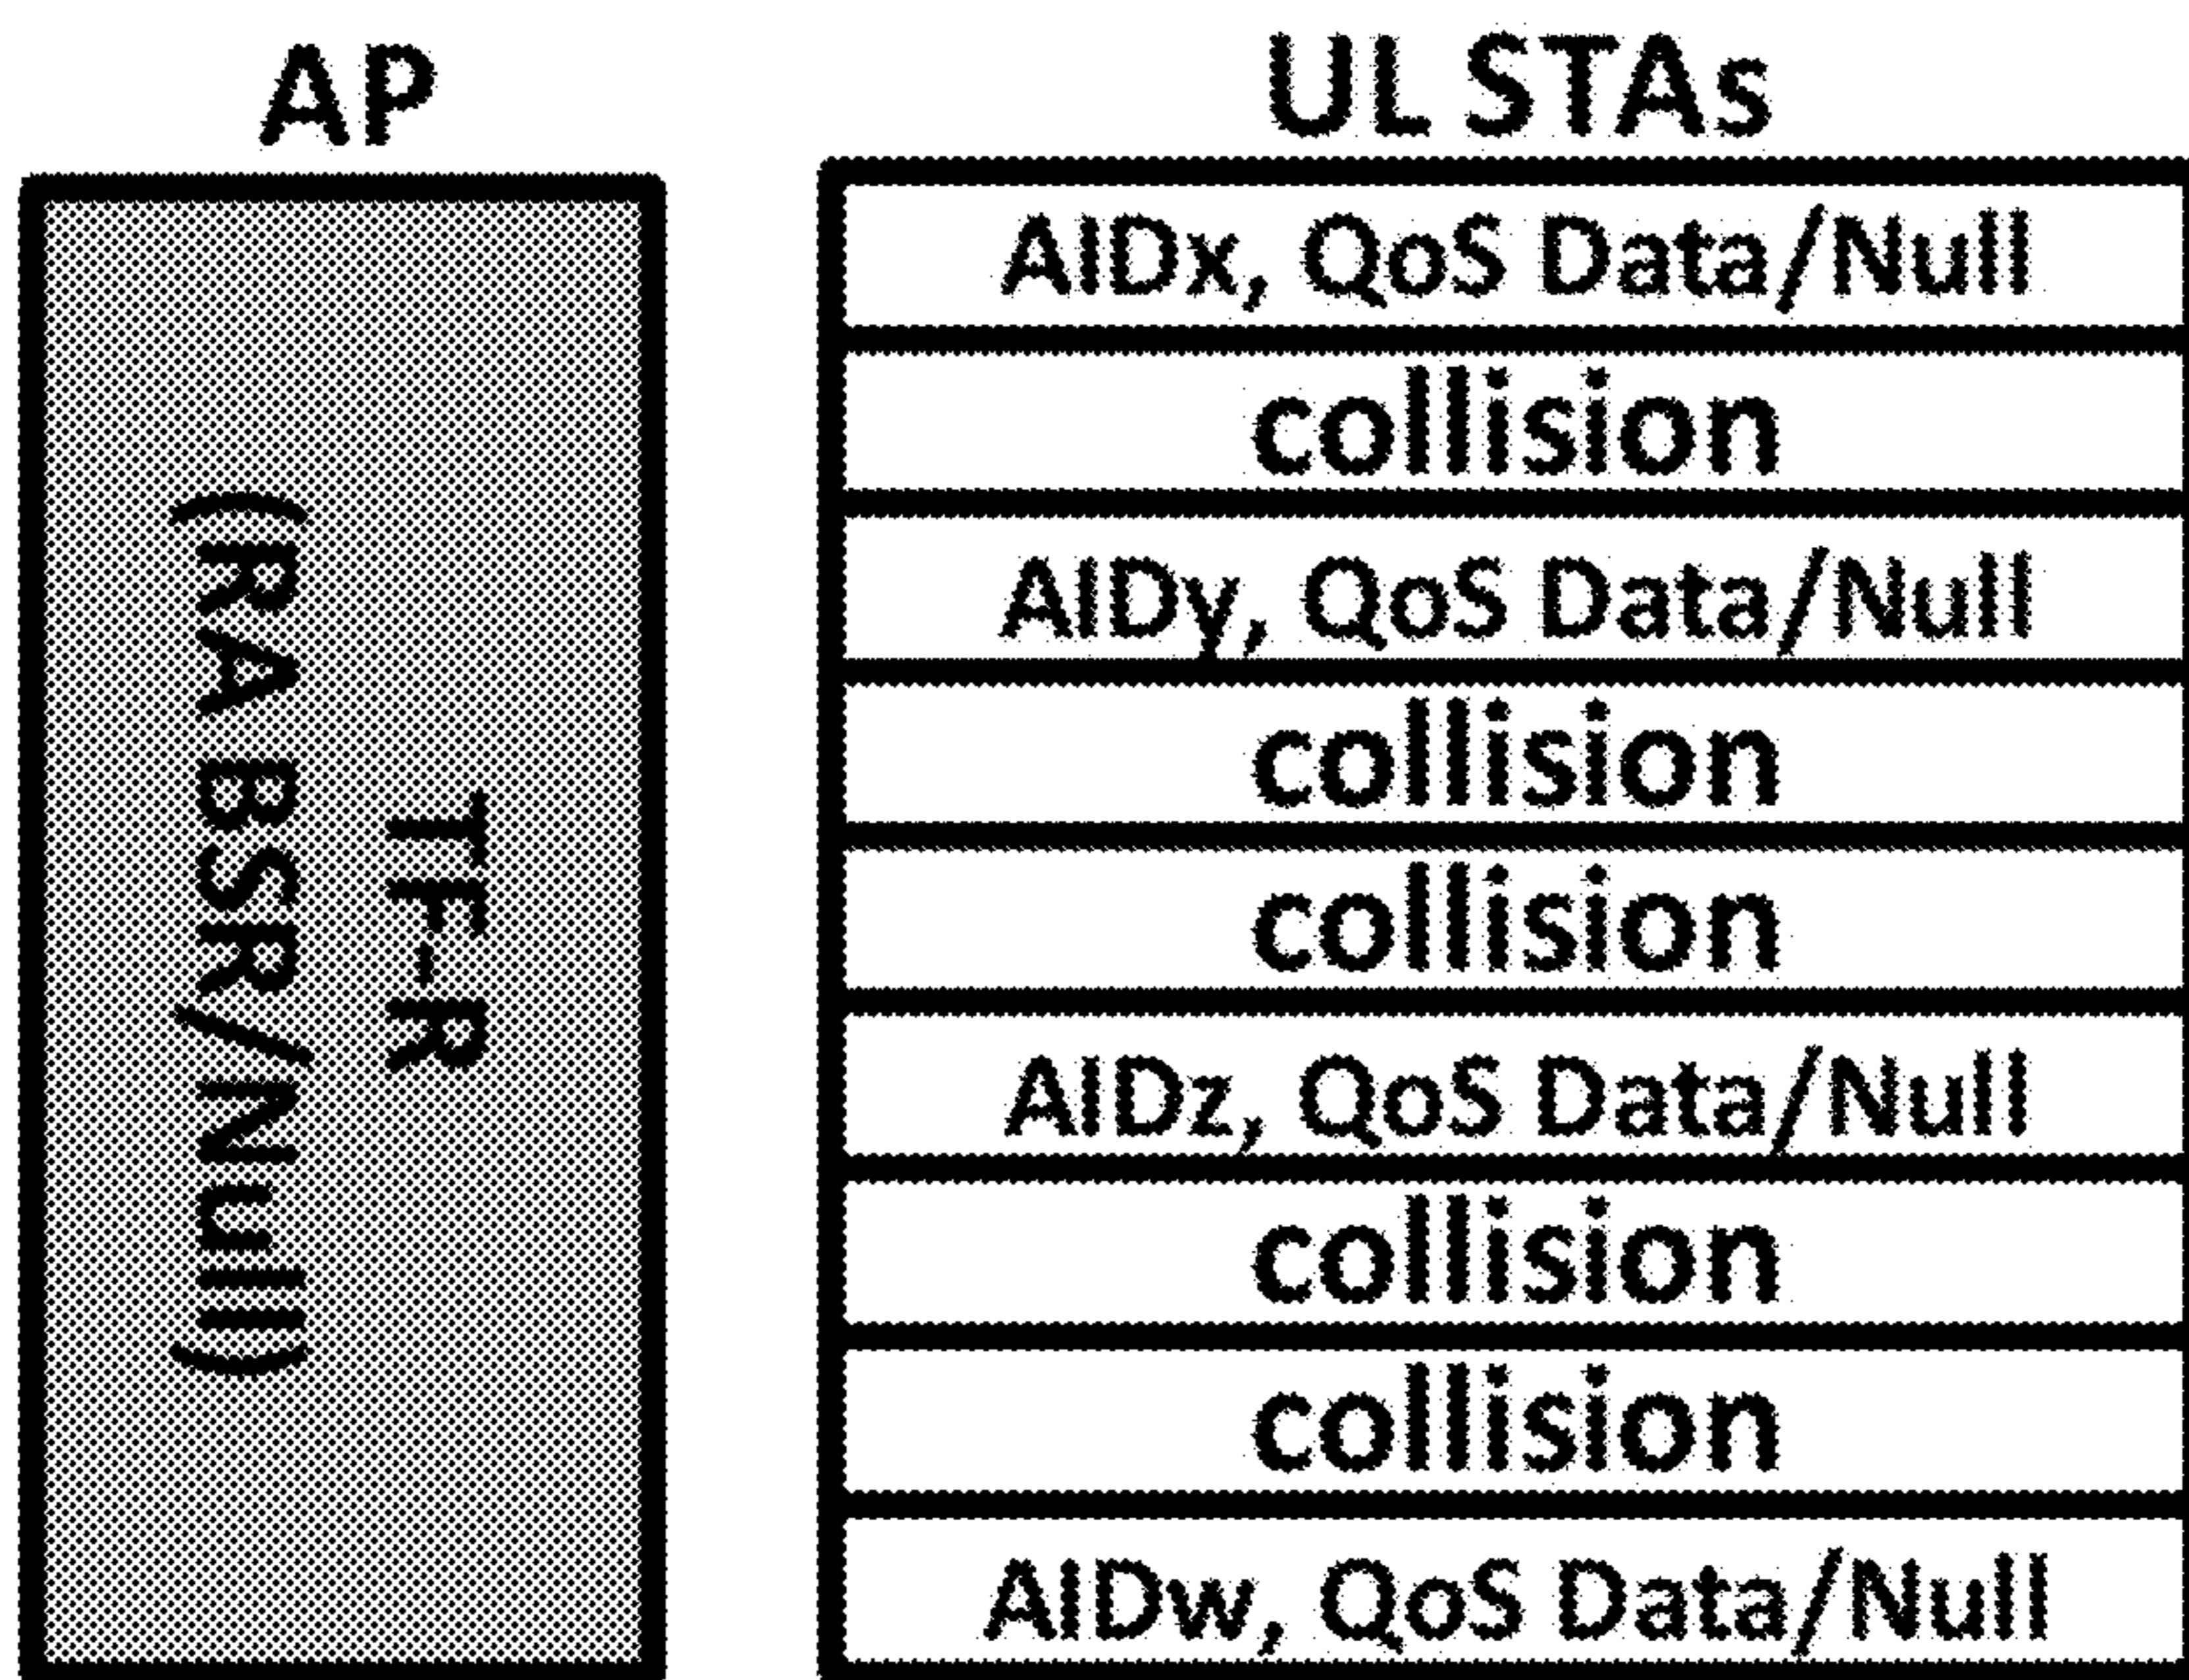 AP
TF-R
(RA BSR/Null)
UL STAs
AIDx, QoS Data/Null
collision
AIDy, QoS Data/Null
collision
collision
AIDz, QoS Data/Null
collision
collision
AIDw, QoS Data/Null